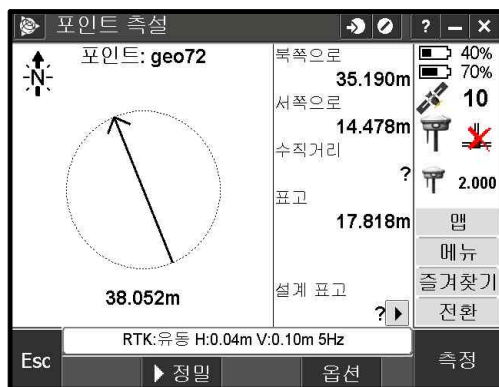 포인트 측설
? – ×
포인트: geo72
N
38.052m
북쪽으로
35.190m
서쪽으로
14.478m
수직거리
?
표고
17.818m
설계 표고
?
40%
70%
10
2.000
맵
메뉴
즐겨찾기
전환
측정
RTK:유동 H:0.04m V:0.10m 5Hz
Esc
정밀
옵션